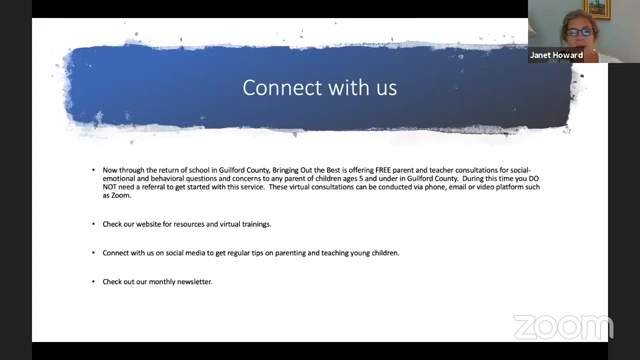 Janet Howard
Connect with us
• Now through the return of school in Guilford County, Bringing Out the Best is offering FREE parent and teacher consultations for social-
emotional and behavioral questions and concerns to any parent of children ages 5 and under in Guilford County. During this time you DO
NOT need a referral to get started with this service. These virtual consultations can be conducted via phone, email or video platform such
as Zoom.
• Check our website for resources and virtual trainings.
• Connect with us on social media to get regular tips on parenting and teaching young children.
• Check out our monthly newsletter.
zoom